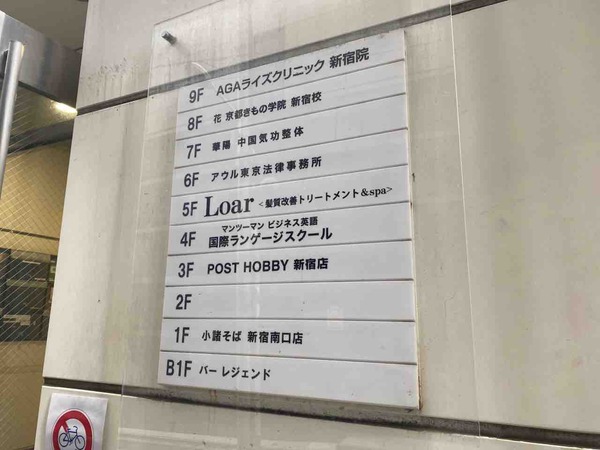 9F AGAライズクリニック 新宿院
8F 花 京都きもの学院 新宿校
7F 華陽 中国気功整体
6F アウル東京法律事務所
5F Loar <髪質改善トリートメント&spa>
マンツーマン ビジネス英語
4F 国際ランゲージスクール
3F POST HOBBY 新宿店
2F
1F 小諸そば 新宿南口店
B1F バー レジェンド